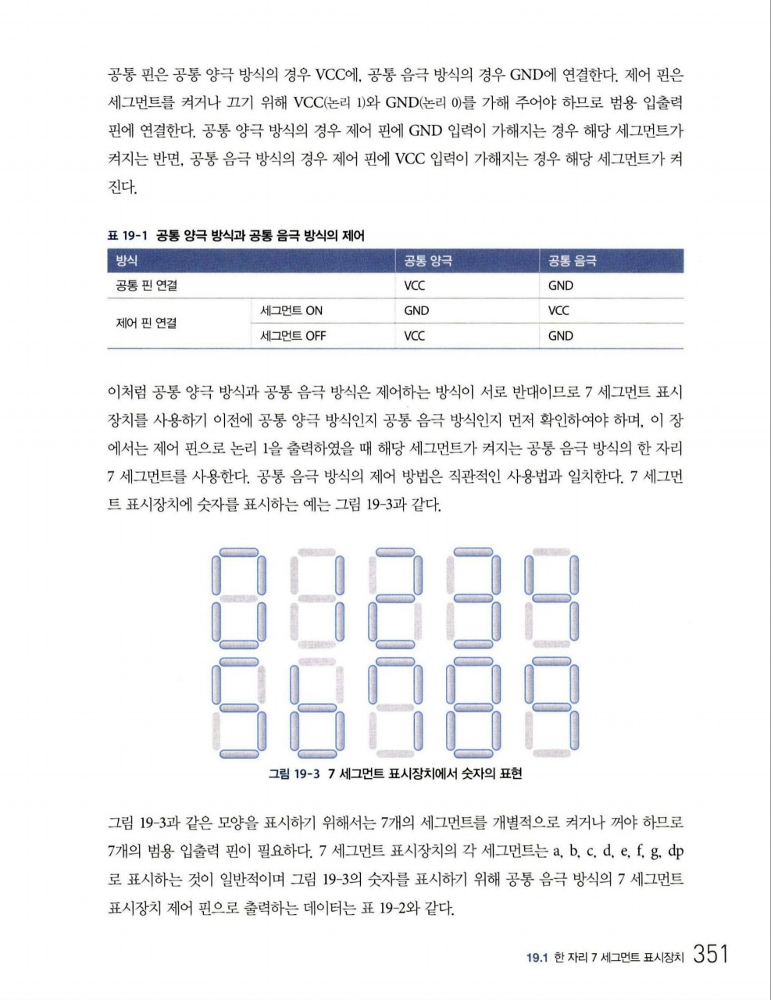 공통 핀은 공통 양극 방식의 경우 VCC에, 공통 음극 방식의 경우 GND에 연결한다. 제어 핀은
세그먼트를 켜거나 끄기 위해 VCC(논리 1)와 GND(논리 0)를 가해 주어야 하므로 범용 입출력
핀에 연결한다. 공통 양극 방식의 경우 제어 핀에 GND 입력이 가해지는 경우 해당 세그먼트가
켜지는 반면, 공통 음극 방식의 경우 제어 핀에 VCC 입력이 가해지는 경우 해당 세그먼트가 켜
진다.
표 19-1 공통 양극 방식과 공통 음극 방식의 제어
방식 공통 양극 공통 음극
공통 핀 연결 VCC GND
제어 핀 연결 세그먼트 ON GND VCC
세그먼트 OFF VCC GND
이처럼 공통 양극 방식과 공통 음극 방식은 제어하는 방식이 서로 반대이므로 7 세그먼트 표시
장치를 사용하기 이전에 공통 양극 방식인지 공통 음극 방식인지 먼저 확인하여야 하며, 이 장
에서는 제어 핀으로 논리 1을 출력하였을 때 해당 세그먼트가 켜지는 공통 음극 방식의 한 자리
7 세그먼트를 사용한다. 공통 음극 방식의 제어 방법은 직관적인 사용법과 일치한다. 7 세그먼
트 표시장치에 숫자를 표시하는 예는 그림 19-3과 같다.
그림 19-3 7 세그먼트 표시장치에서 숫자의 표현
그림 19-3과 같은 모양을 표시하기 위해서는 7개의 세그먼트를 개별적으로 켜거나 꺼야 하므로
7개의 범용 입출력 핀이 필요하다. 7 세그먼트 표시장치의 각 세그먼트는 a, b, c, d, e, f, g, dp
로 표시하는 것이 일반적이며 그림 19-3의 숫자를 표시하기 위해 공통 음극 방식의 7 세그먼트
표시장치 제어 핀으로 출력하는 데이터는 표 19-2와 같다.
19.1 한 자리 7 세그먼트 표시장치 351